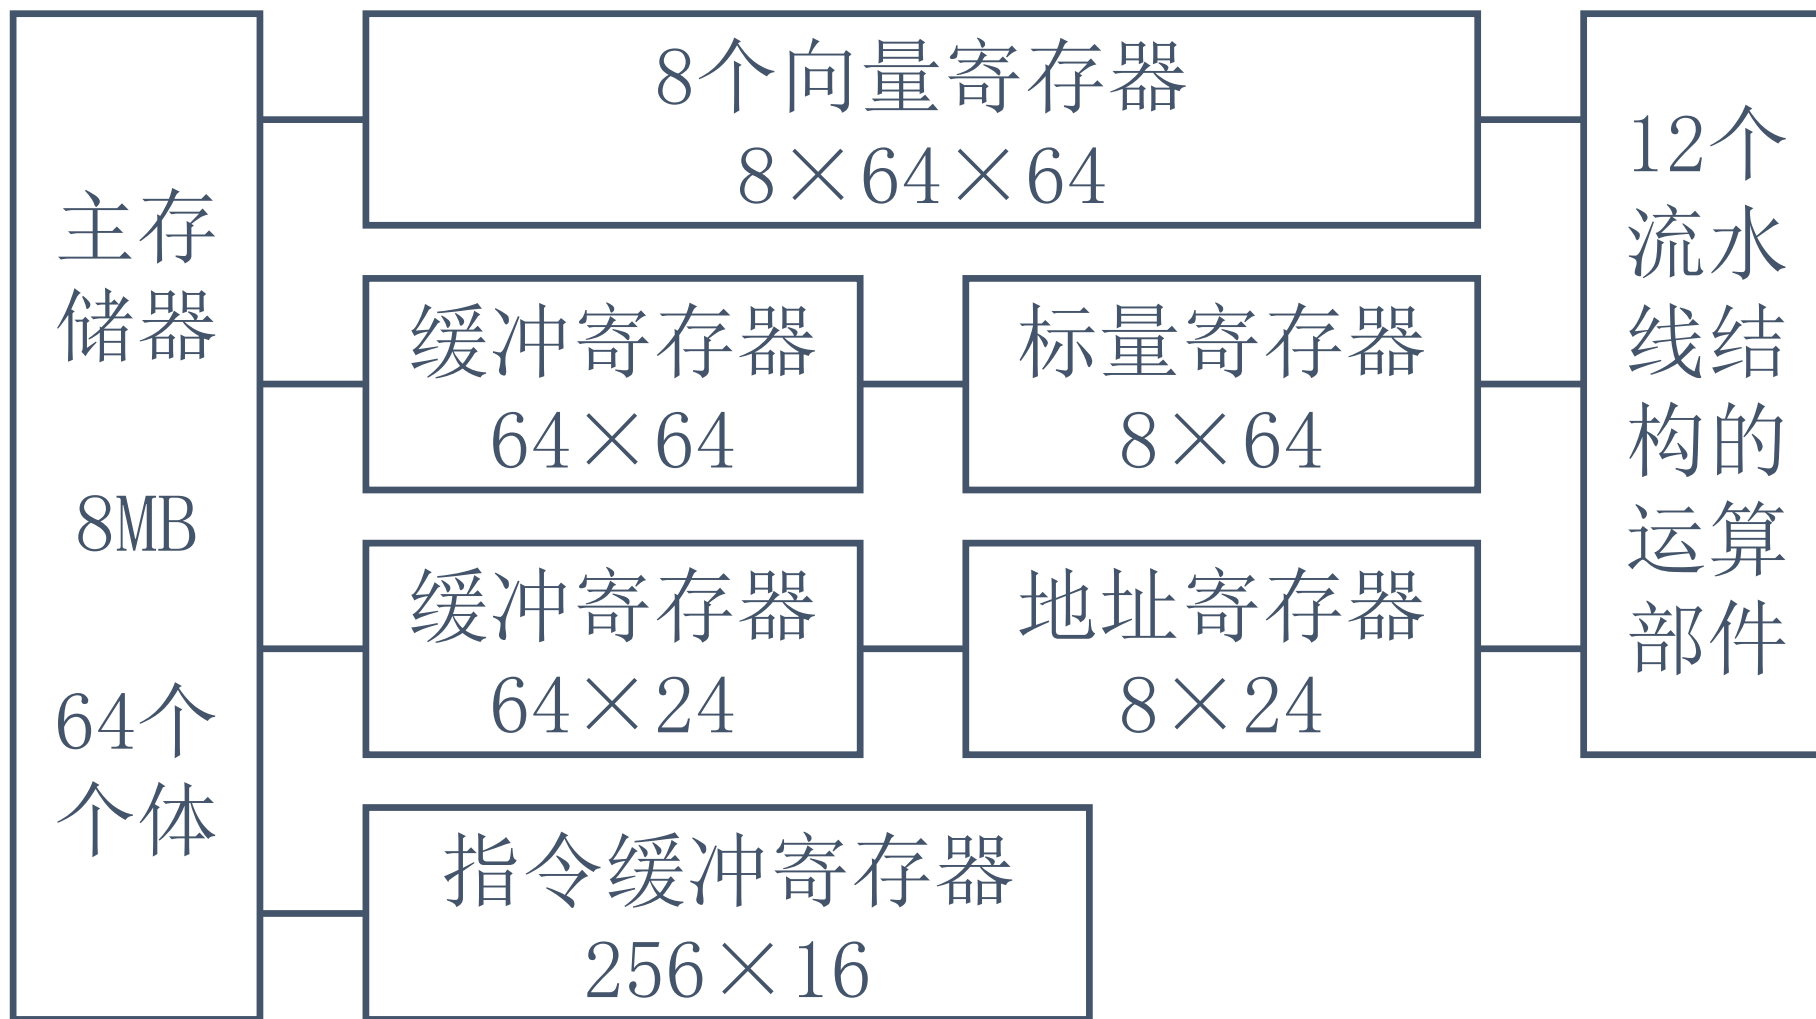 主存
储器
8MB
64个
个体
8个向量寄存器
8×64×64
缓冲寄存器
64×64
标量寄存器
8×64
缓冲寄存器
64×24
地址寄存器
8×24
指令缓冲寄存器
256×16
12个
流水
线结
构的
运算
部件